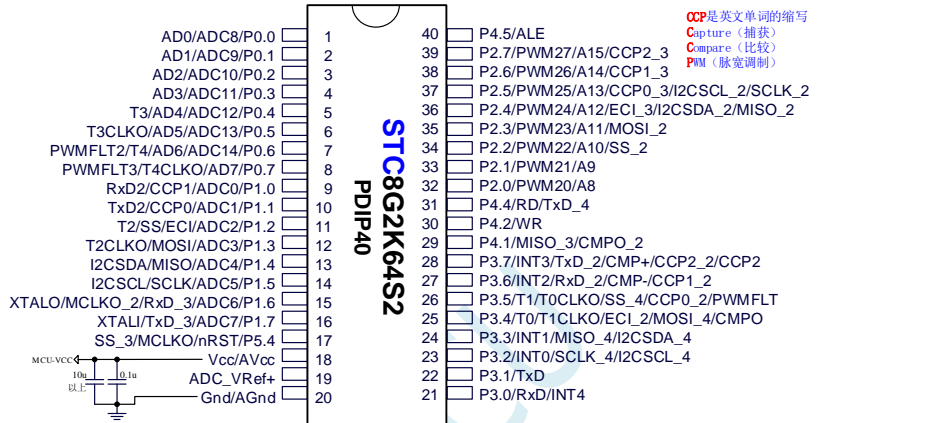 CCP是英文单词的缩写
Capture（捕获）
Compare（比较）
PWM（脉宽调制）
AD0/ADC8/P0.0 1
AD1/ADC9/P0.1 2
AD2/ADC10/P0.2 3
AD3/ADC11/P0.3 4
T3/AD4/ADC12/P0.4 5
T3CLKO/AD5/ADC13/P0.5 6
PWMFLT2/T4/AD6/ADC14/P0.6 7
PWMFLT3/T4CLKO/AD7/P0.7 8
RxD2/CCP1/ADC0/P1.0 9
TxD2/CCP0/ADC1/P1.1 10
T2/SS/ECI/ADC2/P1.2 11
T2CLKO/MOSI/ADC3/P1.3 12
I2CSDA/MISO/ADC4/P1.4 13
I2CSCL/SCLK/ADC5/P1.5 14
XTALO/MCLKO_2/RxD_3/ADC6/P1.6 15
XTALI/TxD_3/ADC7/P1.7 16
SS_3/MCLKO/nRST/P5.4 17
MCU-VCC Vcc/AVcc 18
10u 0.1u ADC_VRef+ 19
以上
Gnd/AGnd 20
STC8G2K64S2
PDIP40
40 P4.5/ALE
39 P2.7/PWM27/A15/CCP2_3
38 P2.6/PWM26/A14/CCP1_3
37 P2.5/PWM25/A13/CCP0_3/I2CSCL_2/SCLK_2
36 P2.4/PWM24/A12/ECI_3/I2CSDA_2/MISO_2
35 P2.3/PWM23/A11/MOSI_2
34 P2.2/PWM22/A10/SS_2
33 P2.1/PWM21/A9
32 P2.0/PWM20/A8
31 P4.4/RD/TxD_4
30 P4.2/WR
29 P4.1/MISO_3/CMPO_2
28 P3.7/INT3/TxD_2/CMP+/CCP2_2/CCP2
27 P3.6/INT2/RxD_2/CMP-/CCP1_2
26 P3.5/T1/T0CLKO/SS_4/CCP0_2/PWMFLT
25 P3.4/T0/T1CLKO/ECI_2/MOSI_4/CMPO
24 P3.3/INT1/MISO_4/I2CSDA_4
23 P3.2/INT0/SCLK_4/I2CSCL_4
22 P3.1/TxD
21 P3.0/RxD/INT4